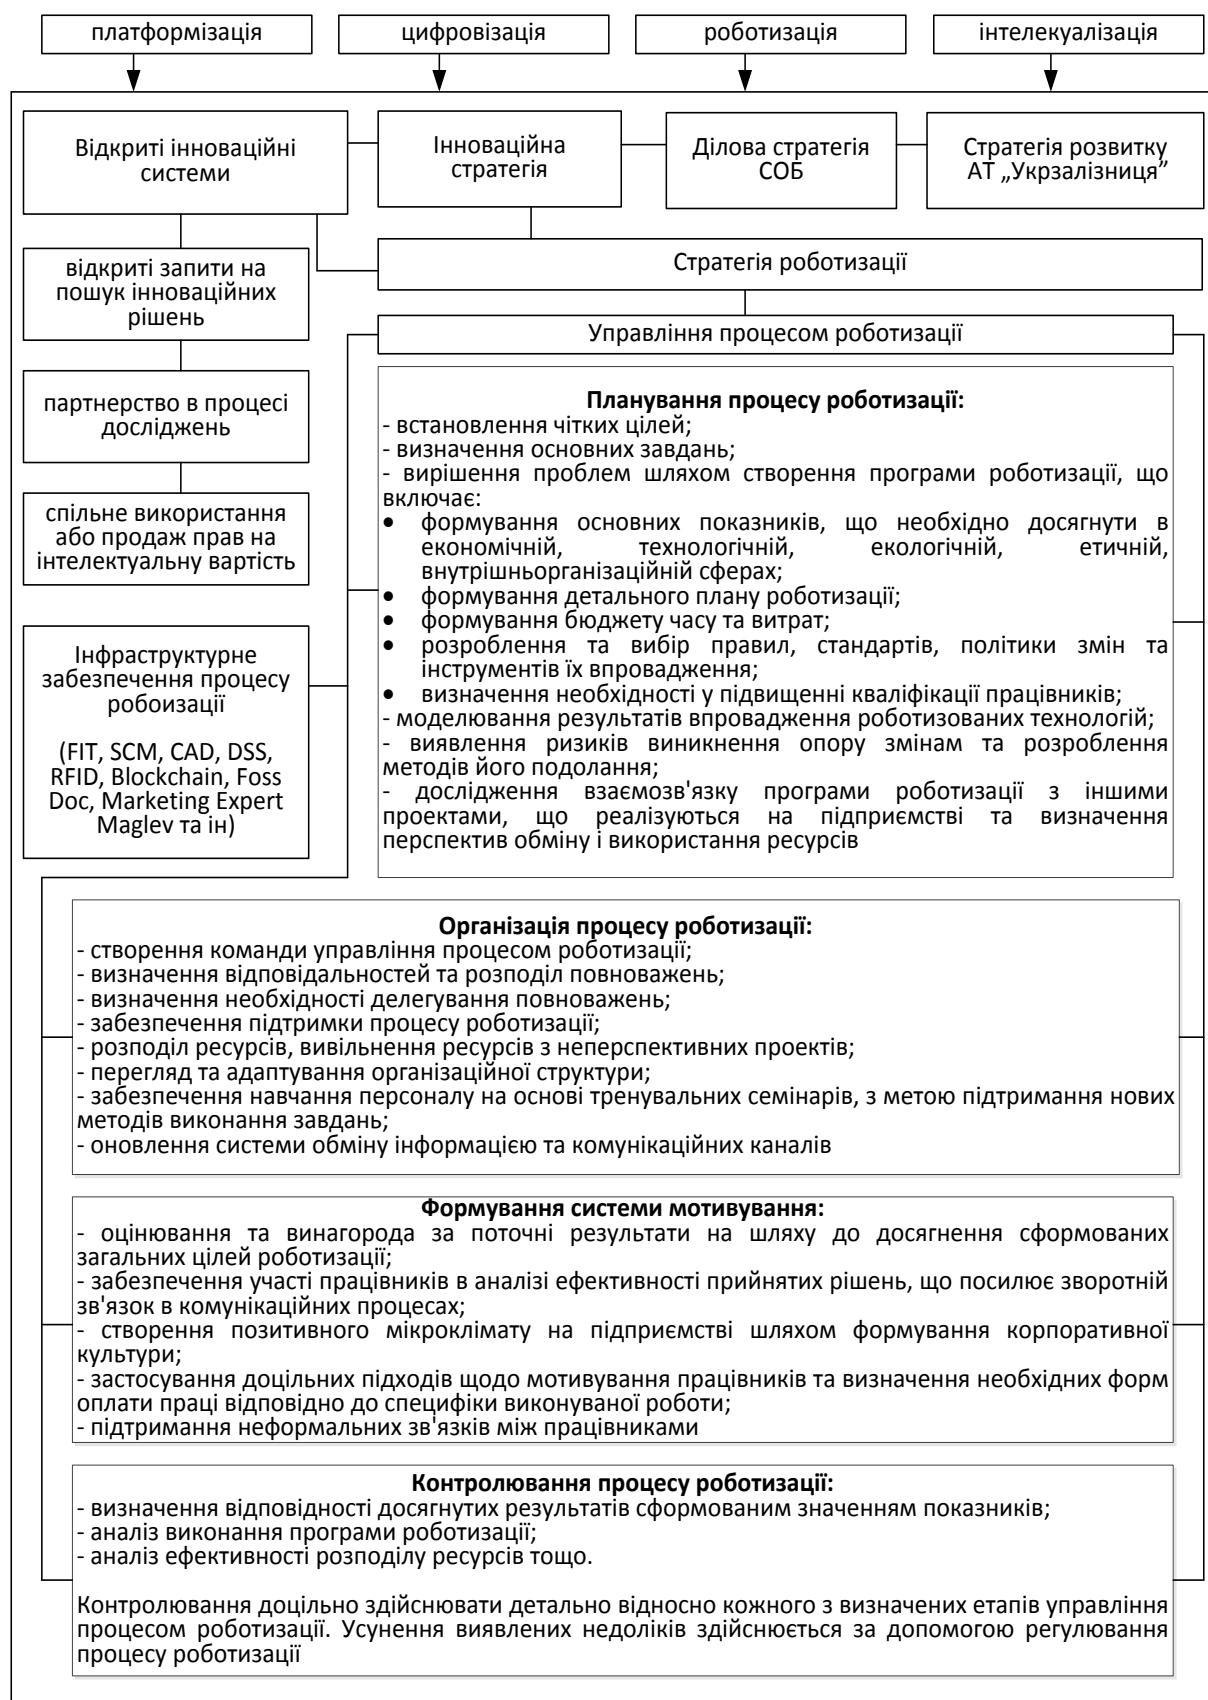 платформізація
цифровізація
роботизація
інтелекуалізація
Відкриті інноваційні
системи
Інноваційна
стратегія
Ділова стратегія
СОБ
Стратегія розвитку
АТ „Укрзалізниця”
відкриті запити на
пошук інноваційних
рішень
партнерство в процесі
досліджень
спільне використання
або продаж прав на
інтелектуальну вартість
Інфраструктурне
забезпечення процесу
робоизації
(FIT, SCM, CAD, DSS,
RFID, Blockchain, Foss
Doc, Marketing Expert
Maglev та ін)
Стратегія роботизації
Управління процесом роботизації
Планування процесу роботизації:
- встановлення чітких цілей;
- визначення основних завдань;
- вирішення проблем шляхом створення програми роботизації, що
включає:
• формування основних показників, що необхідно досягнути в
економічній, технологічній, екологічній, етичній,
внутрішньорганізаційній сферах;
• формування детального плану роботизації;
• формування бюджету часу та витрат;
• розроблення та вибір правил, стандартів, політики змін та
інструментів їх впровадження;
• визначення необхідності у підвищенні кваліфікації працівників;
- моделювання результатів впровадження роботизованих технологій;
- виявлення ризиків виникнення опору змінам та розроблення
методів його подолання;
- дослідження взаємозв'язку програми роботизації з іншими
проектами, що реалізуються на підприємстві та визначення
перспектив обміну і використання ресурсів
Організація процесу роботизації:
- створення команди управління процесом роботизації;
- визначення відповідальностей та розподіл повноважень;
- визначення необхідності делегування повноважень;
- забезпечення підтримки процесу роботизації;
- розподіл ресурсів, вивільнення ресурсів з неперспективних проектів;
- перегляд та адаптування організаційної структури;
- забезпечення навчання персоналу на основі тренувальних семінарів, з метою підтримання нових
методів виконання завдань;
- оновлення системи обміну інформацією та комунікаційних каналів
Формування системи мотивування:
- оцінювання та винагорода за поточні результати на шляху до досягнення сформованих
загальних цілей роботизації;
- забезпечення участі працівників в аналізі ефективності прийнятих рішень, що посилює зворотній
зв'язок в комунікаційних процесах;
- створення позитивного мікроклімату на підприємстві шляхом формування корпоративної
культури;
- застосування доцільних підходів щодо мотивування працівників та визначення необхідних форм
оплати праці відповідно до специфіки виконуваної роботи;
- підтримання неформальних зв'язків між працівниками
Контролювання процесу роботизації:
- визначення відповідності досягнутих результатів сформованим значенням показників;
- аналіз виконання програми роботизації;
- аналіз ефективності розподілу ресурсів тощо.
Контролювання доцільно здійснювати детально відносно кожного з визначених етапів управління
процесом роботизації. Усунення виявлених недоліків здійснюється за допомогою регулювання
процесу роботизації